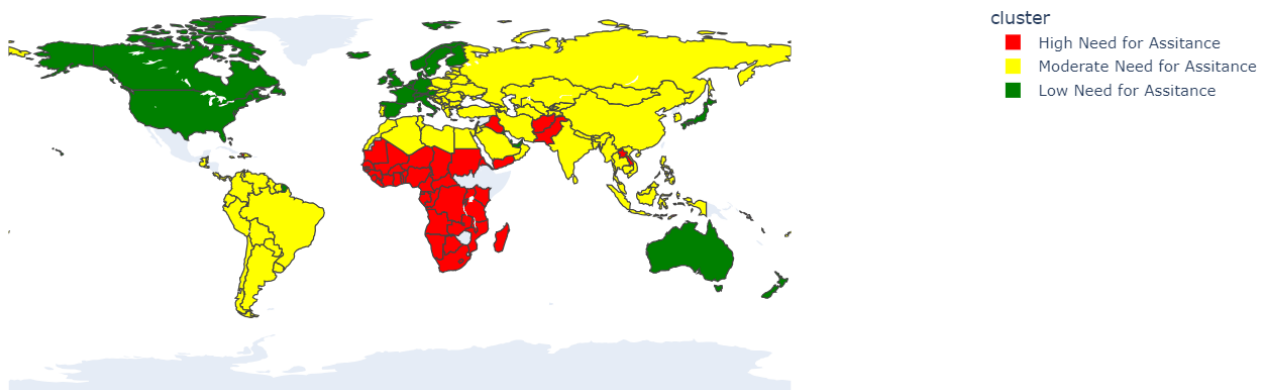 cluster
High Need for Assitance
Moderate Need for Assitance
Low Need for Assitance